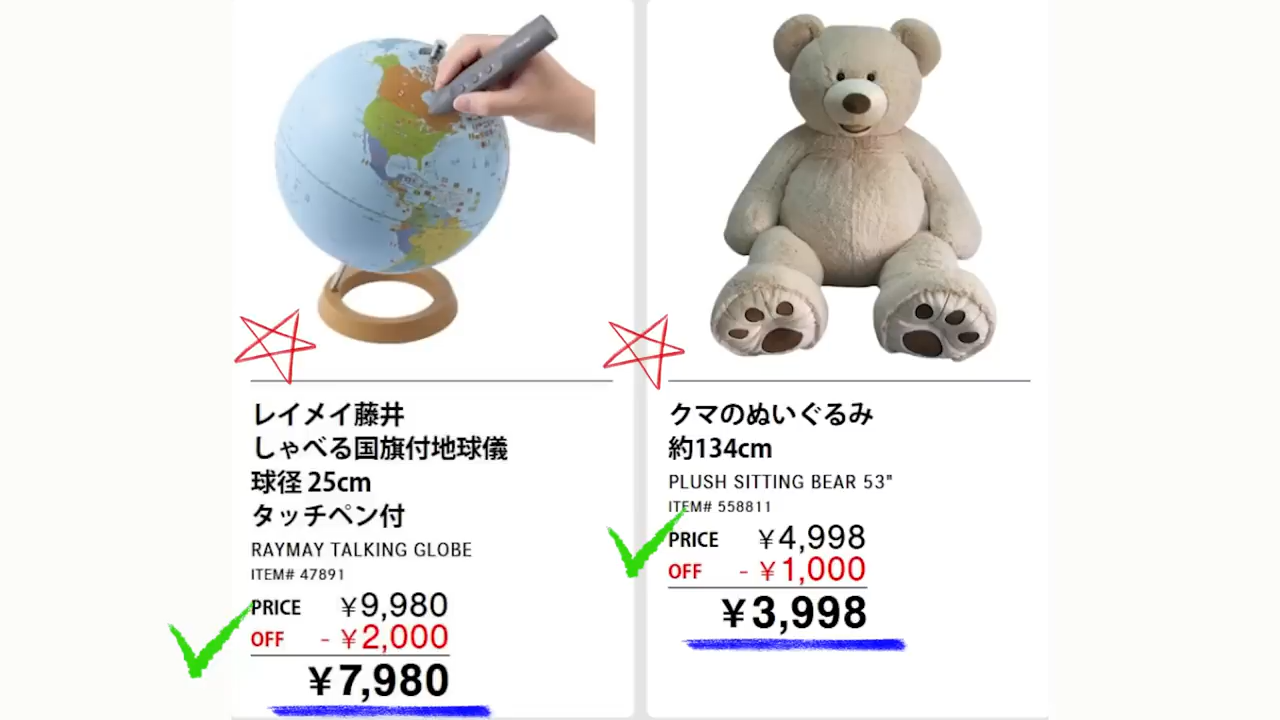 レイメイ藤井
しゃべる国旗付地球儀
球径 25cm
タッチペン付
RAYMAY TALKING GLOBE
ITEM# 47891
PRICE ¥9,980
OFF - ¥2,000
¥7,980
クマのぬいぐるみ
約134cm
PLUSH SITTING BEAR 53"
ITEM# 558811
PRICE ¥4,998
OFF - ¥1,000
¥3,998